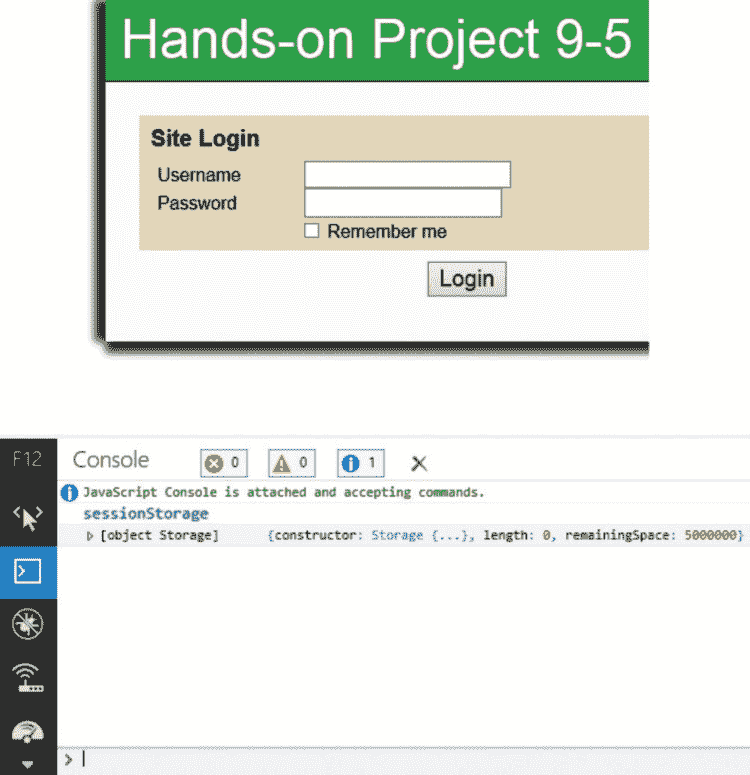 Hands-on Project 9-5
Site Login
Username
Password
Remember me
Login
F12 Console 0 0 1
JavaScript Console is attached and accepting commands.
sessionStorage
[object Storage] {constructor: Storage {...}, length: 0, remainingSpace: 5000000}